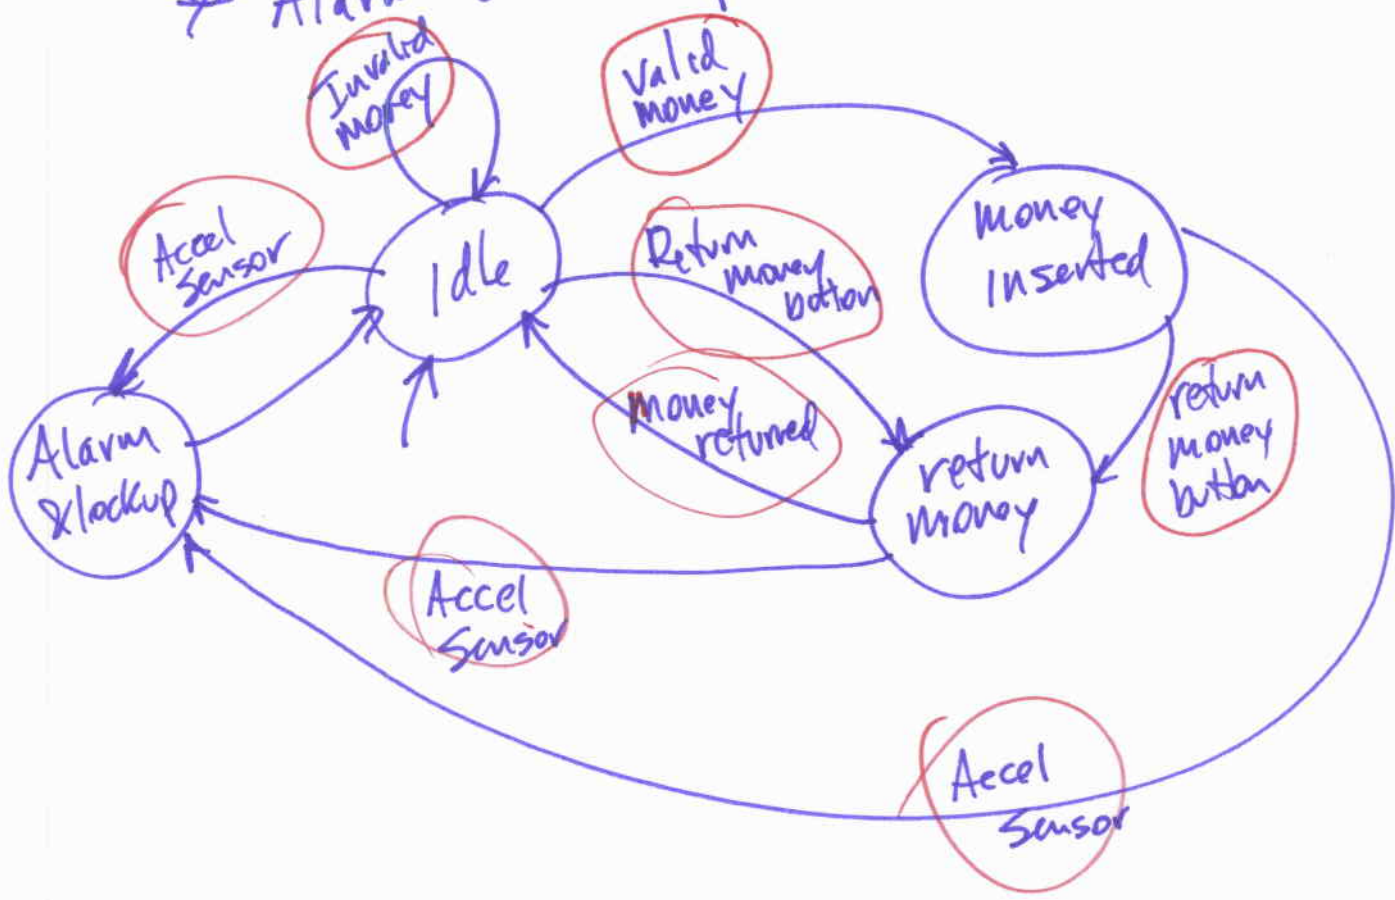 Invalid
money
Valid
money
Accel
Sensor
Idle
Return
money
button
money
inserted
money
returned
return
money
button
Alarm
& lockup
return
money
Accel
Sensor
Accel
Sensor